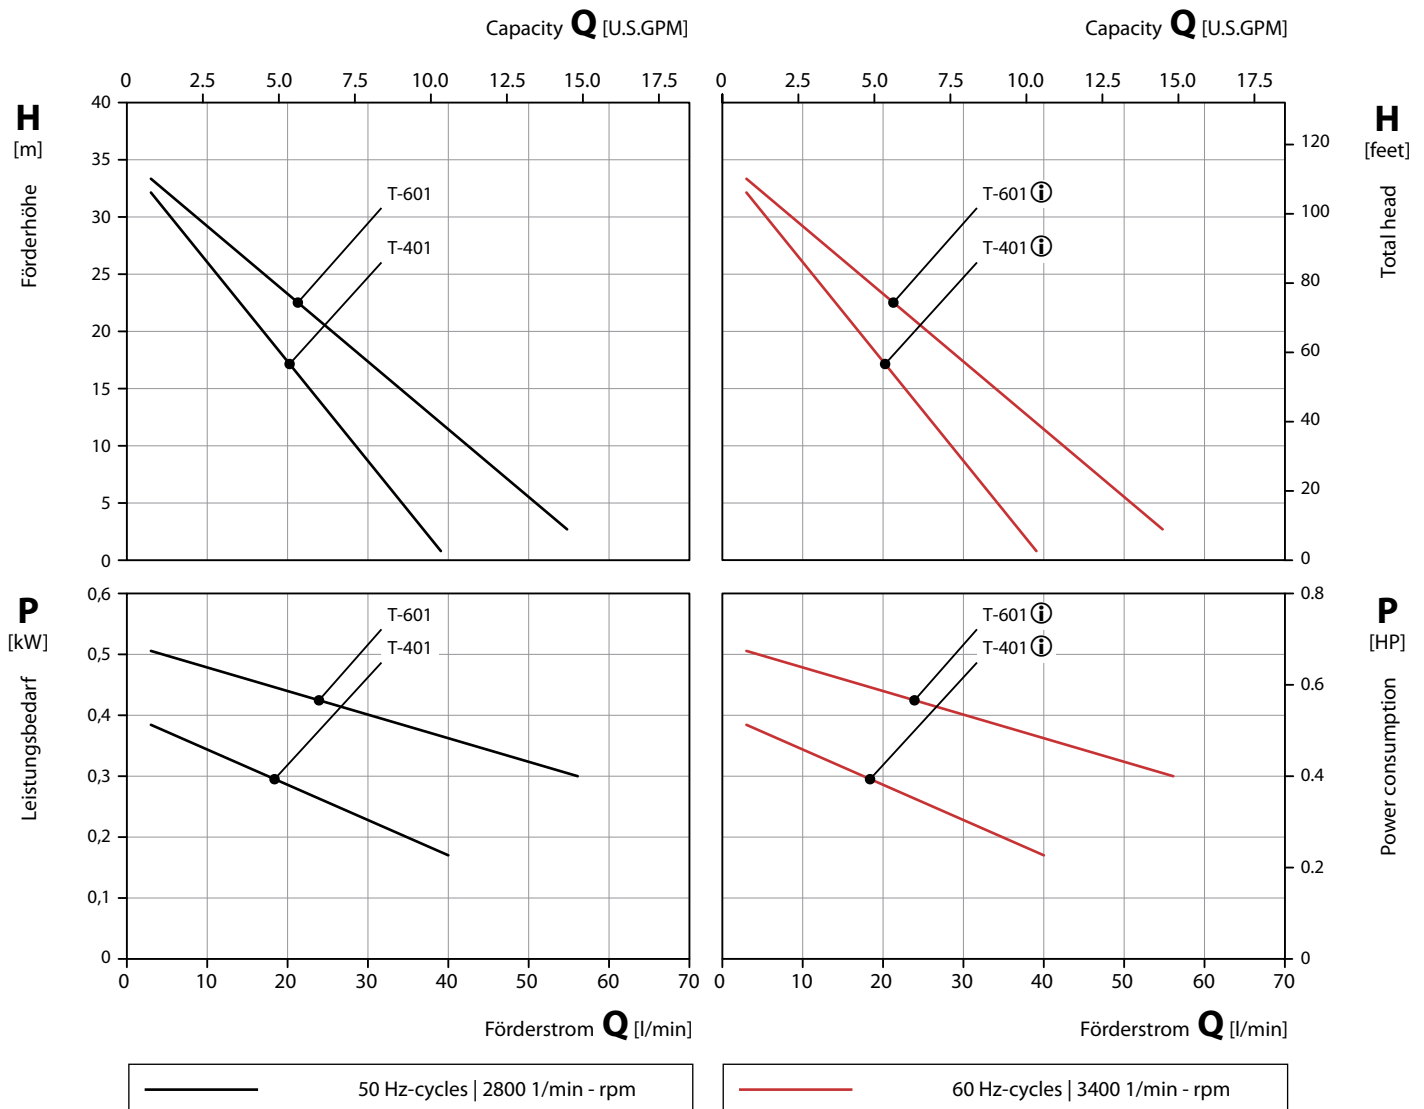 Capacity Q [U.S.GPM]
Capacity Q [U.S.GPM]
0 2.5 5.0 7.5 10.0 12.5 15.0 17.5
0 2.5 5.0 7.5 10.0 12.5 15.0 17.5
H
[m]
Förderhöhe
40
35
30
25
20
15
10
5
0
T-601
T-401
T-601 i
T-401 i
H
[feet]
Total head
120
100
80
60
40
20
0
P
[kW]
Leistungsbedarf
0,6
0,5
0,4
0,3
0,2
0,1
0
T-601
T-401
T-601 i
T-401 i
P
[HP]
Power consumption
0.8
0.6
0.4
0.2
0
0 10 20 30 40 50 60 70
0 10 20 30 40 50 60 70
Förderstrom Q [l/min]
Förderstrom Q [l/min]
50 Hz-cycles | 2800 1/min - rpm
60 Hz-cycles | 3400 1/min - rpm